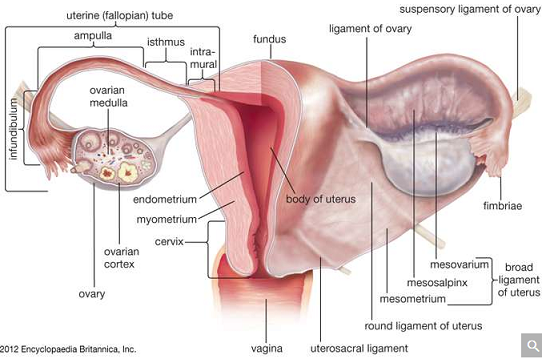 uterine (fallopian) tube
suspensory ligament of ovary
ampulla
isthmus
intra-
mural
fundus
ligament of ovary
infundibulum
ovarian
medulla
endometrium
body of uterus
myometrium
fimbriae
cervix
ovarian
cortex
mesovarium
broad
ligament
of uterus
mesosalpinx
ovary
mesometrium
round ligament of uterus
2012 Encyclopaedia Britannica, Inc.
vagina
uterosacral ligament